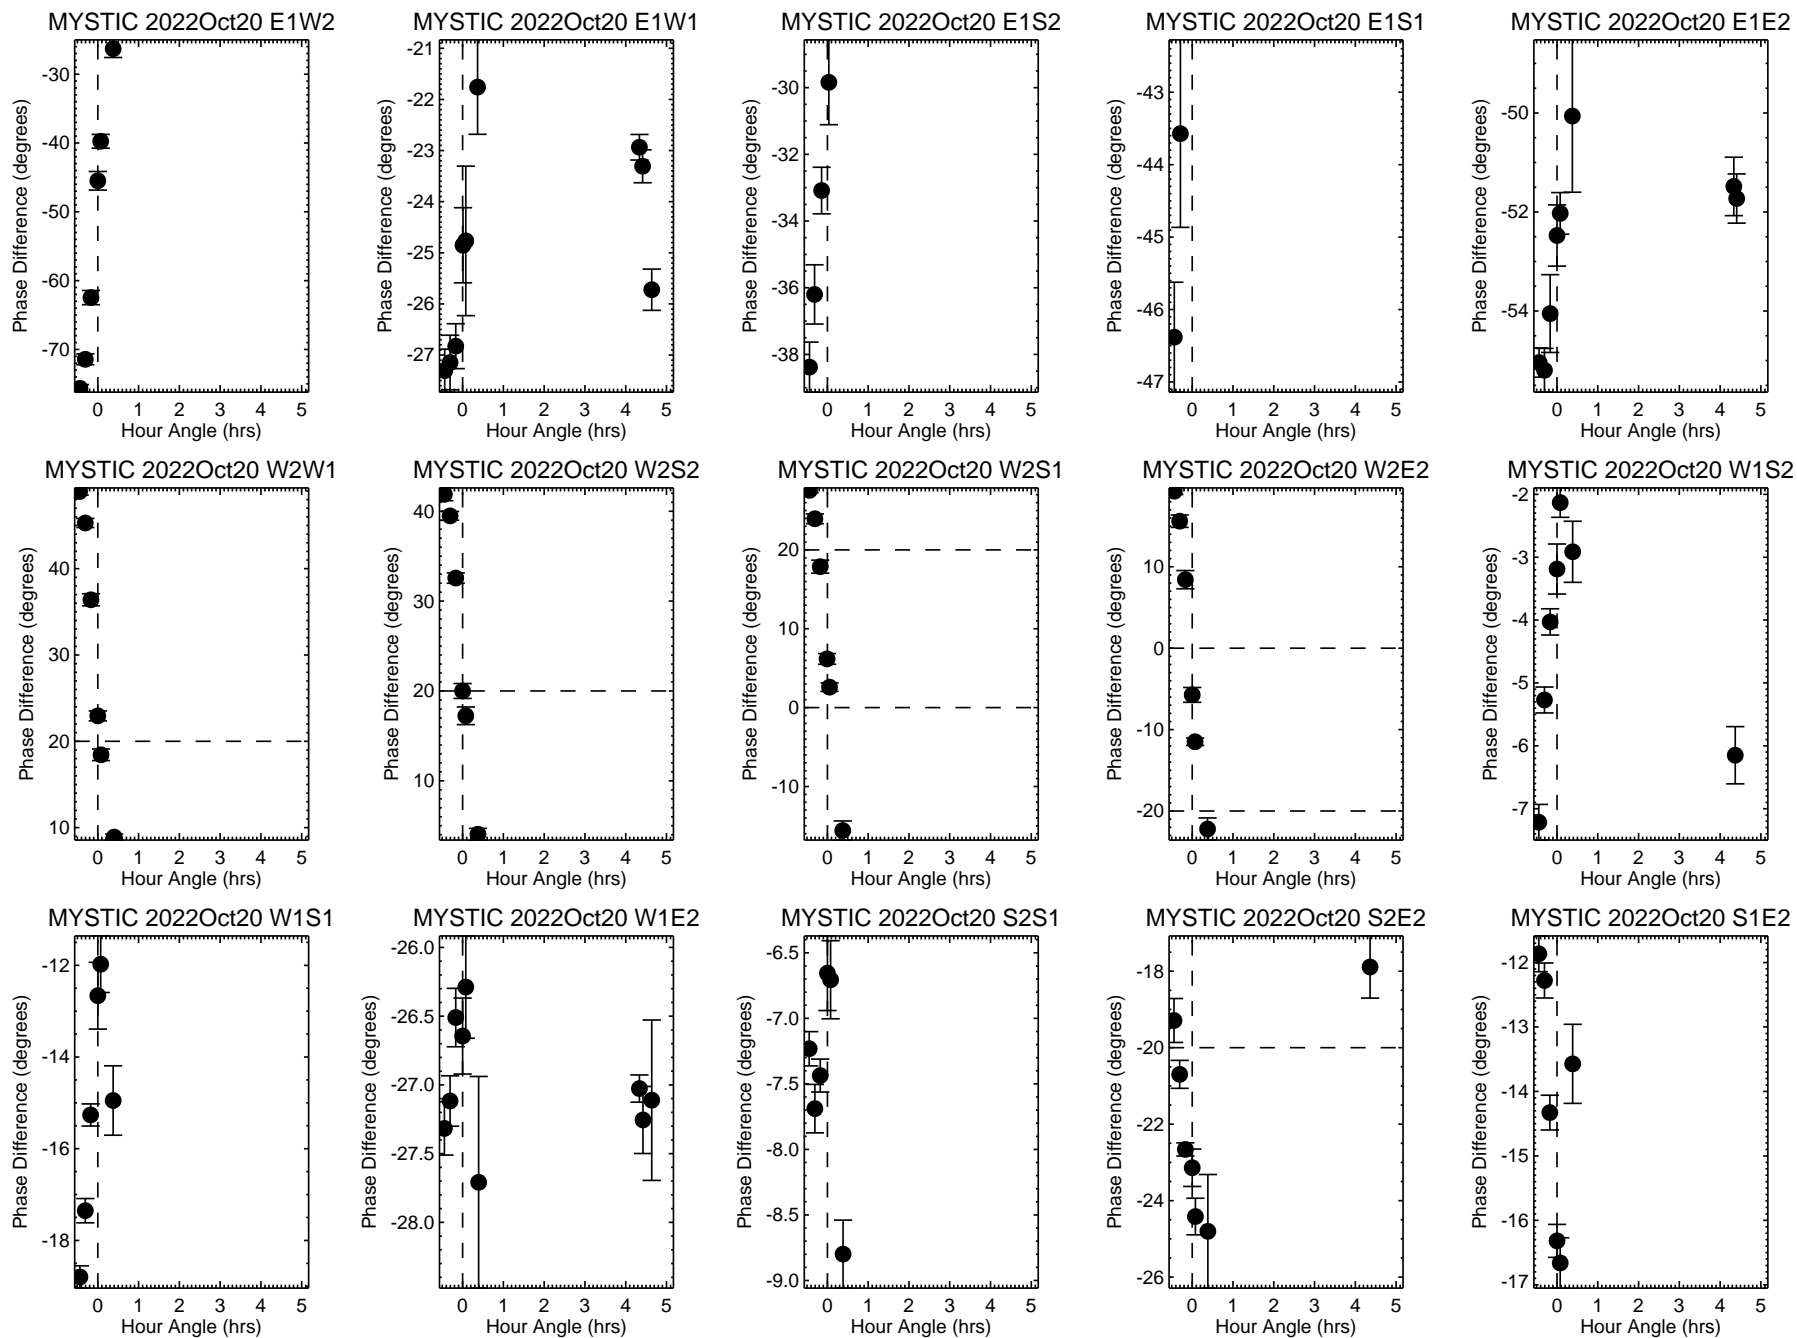 MYSTIC 2022Oct20 E1W2
Phase Difference (degrees)
-30
-40
-50
-60
-70
0 1 2 3 4 5
Hour Angle (hrs)
MYSTIC 2022Oct20 E1W1
Phase Difference (degrees)
-21
-22
-23
-24
-25
-26
-27
0 1 2 3 4 5
Hour Angle (hrs)
MYSTIC 2022Oct20 E1S2
Phase Difference (degrees)
-30
-32
-34
-36
-38
0 1 2 3 4 5
Hour Angle (hrs)
MYSTIC 2022Oct20 E1S1
Phase Difference (degrees)
-43
-44
-45
-46
-47
0 1 2 3 4 5
Hour Angle (hrs)
MYSTIC 2022Oct20 E1E2
Phase Difference (degrees)
-50
-52
-54
0 1 2 3 4 5
Hour Angle (hrs)
MYSTIC 2022Oct20 W2W1
Phase Difference (degrees)
40
30
20
10
0 1 2 3 4 5
Hour Angle (hrs)
MYSTIC 2022Oct20 W2S2
Phase Difference (degrees)
40
30
20
10
0 1 2 3 4 5
Hour Angle (hrs)
MYSTIC 2022Oct20 W2S1
Phase Difference (degrees)
20
10
0
-10
0 1 2 3 4 5
Hour Angle (hrs)
MYSTIC 2022Oct20 W2E2
Phase Difference (degrees)
10
0
-10
-20
0 1 2 3 4 5
Hour Angle (hrs)
MYSTIC 2022Oct20 W1S2
Phase Difference (degrees)
-2
-3
-4
-5
-6
-7
0 1 2 3 4 5
Hour Angle (hrs)
MYSTIC 2022Oct20 W1S1
Phase Difference (degrees)
-12
-14
-16
-18
0 1 2 3 4 5
Hour Angle (hrs)
MYSTIC 2022Oct20 W1E2
Phase Difference (degrees)
-26.0
-26.5
-27.0
-27.5
-28.0
0 1 2 3 4 5
Hour Angle (hrs)
MYSTIC 2022Oct20 S2S1
Phase Difference (degrees)
-6.5
-7.0
-7.5
-8.0
-8.5
-9.0
0 1 2 3 4 5
Hour Angle (hrs)
MYSTIC 2022Oct20 S2E2
Phase Difference (degrees)
-18
-20
-22
-24
-26
0 1 2 3 4 5
Hour Angle (hrs)
MYSTIC 2022Oct20 S1E2
Phase Difference (degrees)
-12
-13
-14
-15
-16
-17
0 1 2 3 4 5
Hour Angle (hrs)